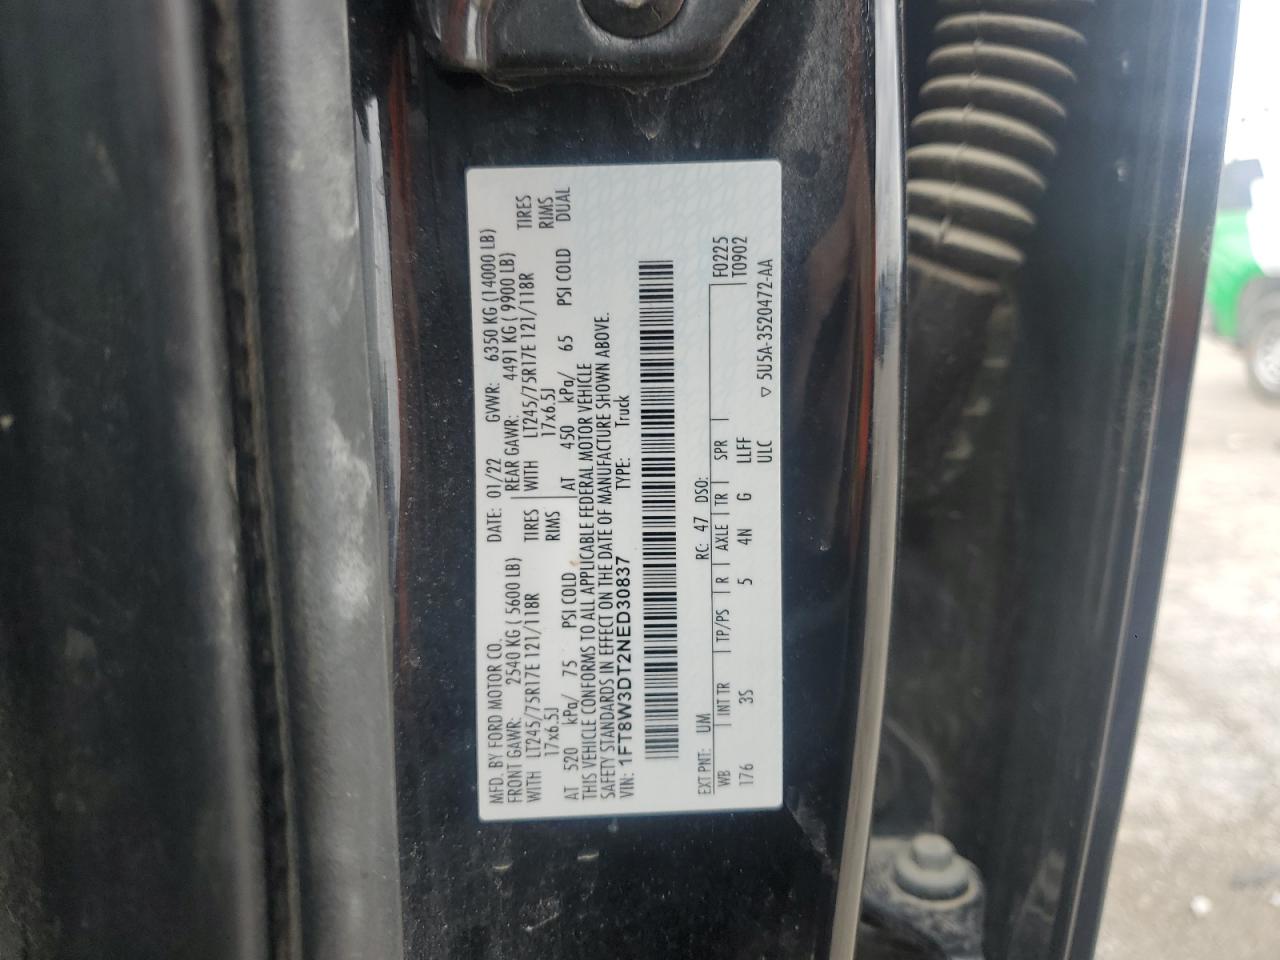 MFD. BY FORD MOTOR CO. DATE: 01/22 GVWR: 6350 KG (14000 LB)
FRONT GAWR: 2540 KG ( 5600 LB) REAR GAWR: 4491 KG ( 9900 LB)
WITH LT245/75R17E 121/118R TIRES WITH LT245/75R17E 121/118R TIRES
17x6.5J RIMS 17x6.5J RIMS
AT 520 kPa/ 75 PSI COLD AT 450 kPa/ 65 PSI COLD DUAL
THIS VEHICLE CONFORMS TO ALL APPLICABLE FEDERAL MOTOR VEHICLE
SAFETY STANDARDS IN EFFECT ON THE DATE OF MANUFACTURE SHOWN ABOVE.
VIN: 1FT8W3DT2NED30837 TYPE: Truck
EXT PNT: UM RC: 47 DSO: F0225
WB INT TR TP/PS R AXLE TR SPR T0902
176 3S 5 4N G LLFF
ULC ▽ 5U5A-3520472-AA